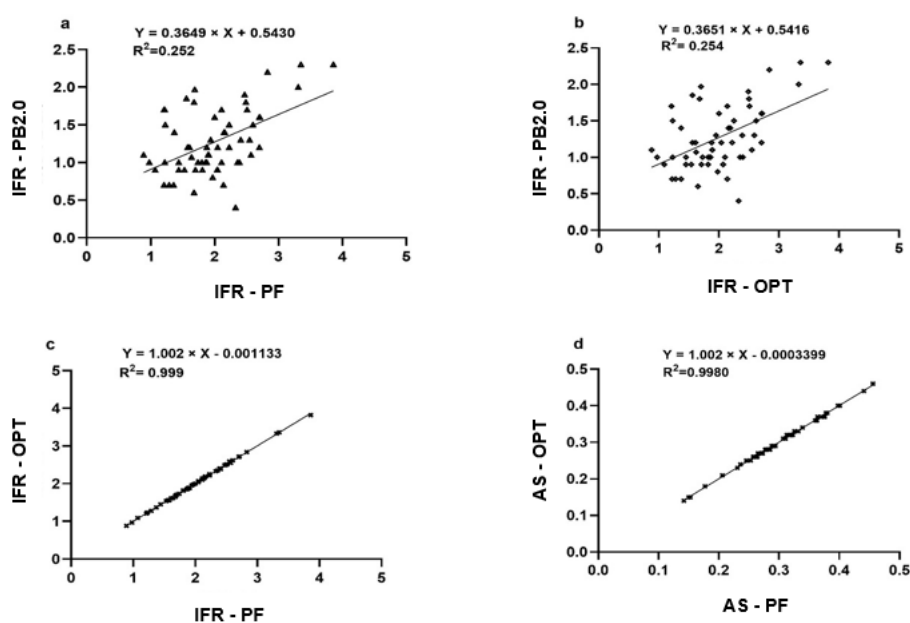 a
Y = 0.3649 × X + 0.5430
R²=0.252
2.5
2.0
1.5
1.0
0.5
0.0
0 1 2 3 4 5
IFR - PB2.0
IFR - PF
b
Y = 0.3651 × X + 0.5416
R² = 0.254
2.5
2.0
1.5
1.0
0.5
0.0
0 1 2 3 4 5
IFR - PB2.0
IFR - OPT
c
Y = 1.002 × X - 0.001133
R²= 0.999
5
4
3
2
1
0
0 1 2 3 4 5
IFR - OPT
IFR - PF
d
Y = 1.002 × X - 0.0003399
R²=0.9980
0.5
0.4
0.3
0.2
0.1
0.0
0.0 0.1 0.2 0.3 0.4 0.5
AS - OPT
AS - PF